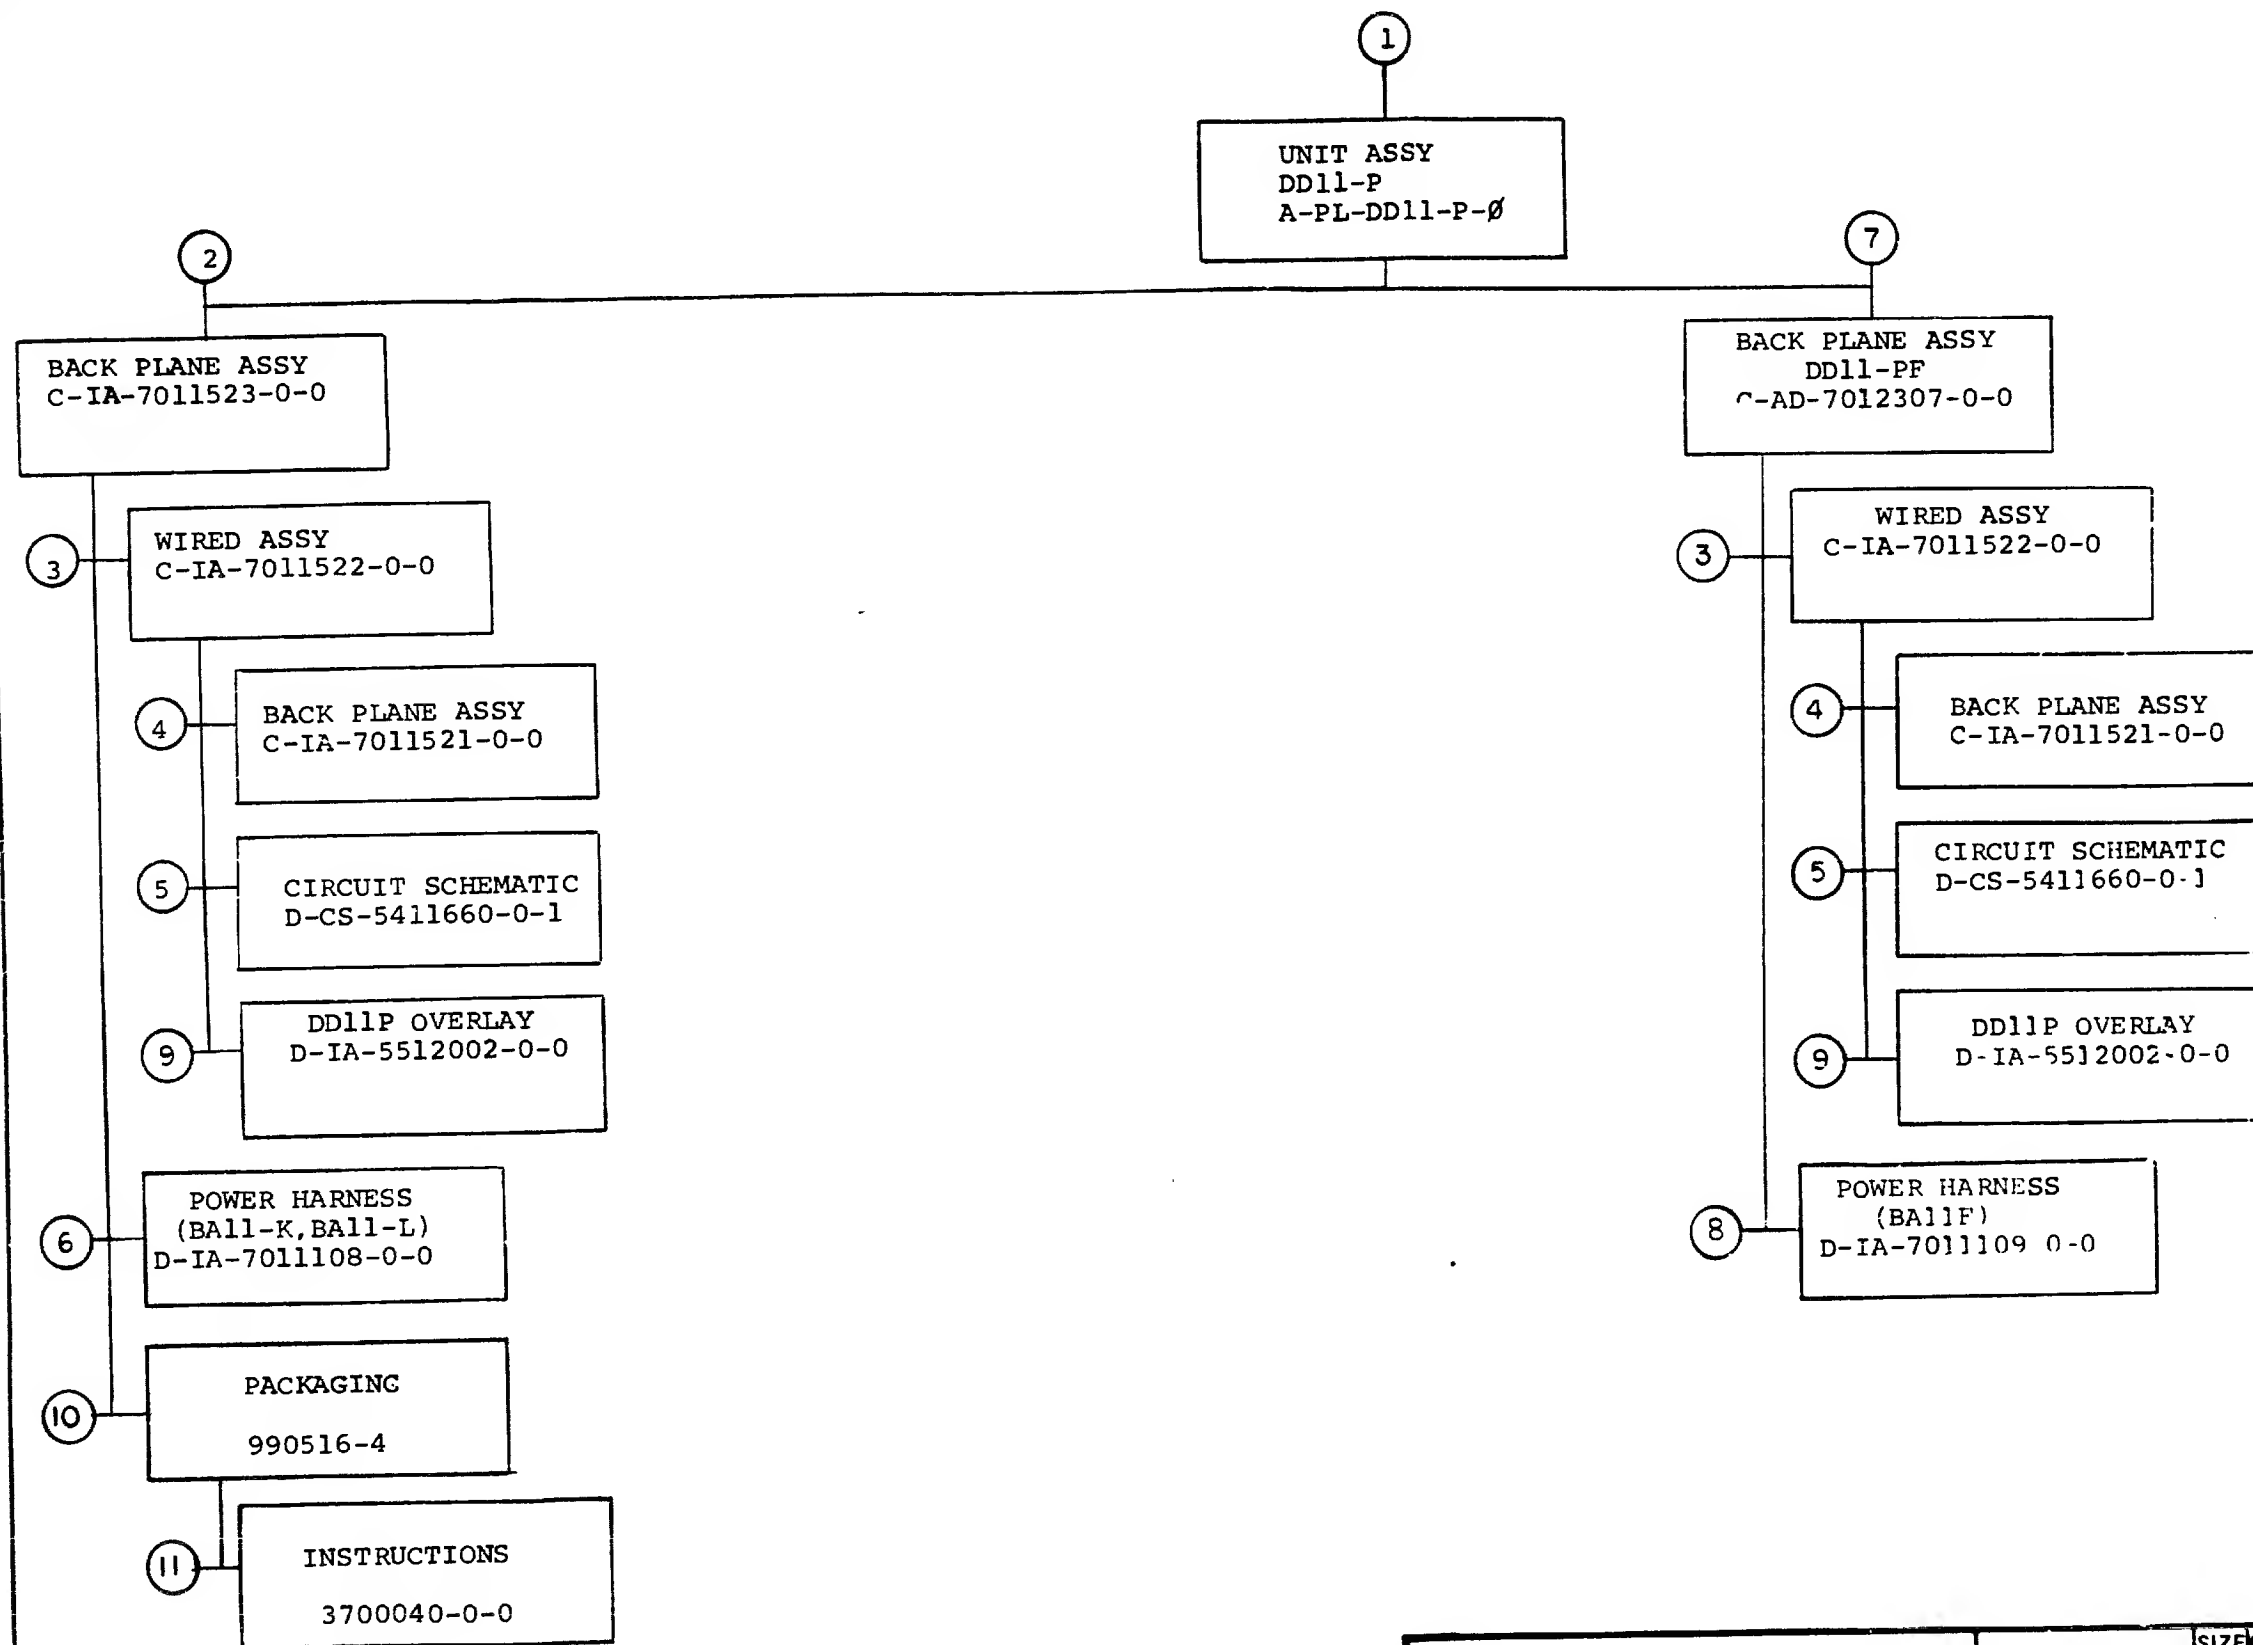 1
UNIT ASSY
DD11-P
A-PL-DD11-P-Ø
2
BACK PLANE ASSY
C-IA-7011523-0-0
3
WIRED ASSY
C-IA-7011522-0-0
4
BACK PLANE ASSY
C-IA-7011521-0-0
5
CIRCUIT SCHEMATIC
D-CS-5411660-0-1
9
DD11P OVERLAY
D-IA-5512002-0-0
6
POWER HARNESS
(BA11-K,BA11-L)
D-IA-7011108-0-0
10
PACKAGING
990516-4
11
INSTRUCTIONS
3700040-0-0
7
BACK PLANE ASSY
DD11-PF
C-AD-7012307-0-0
3
WIRED ASSY
C-IA-7011522-0-0
4
BACK PLANE ASSY
C-IA-7011521-0-0
5
CIRCUIT SCHEMATIC
D-CS-5411660-0-1
9
DD11P OVERLAY
D-IA-5512002-0-0
8
POWER HARNESS
(BA11F)
D-IA-7011109 0-0
SIZE